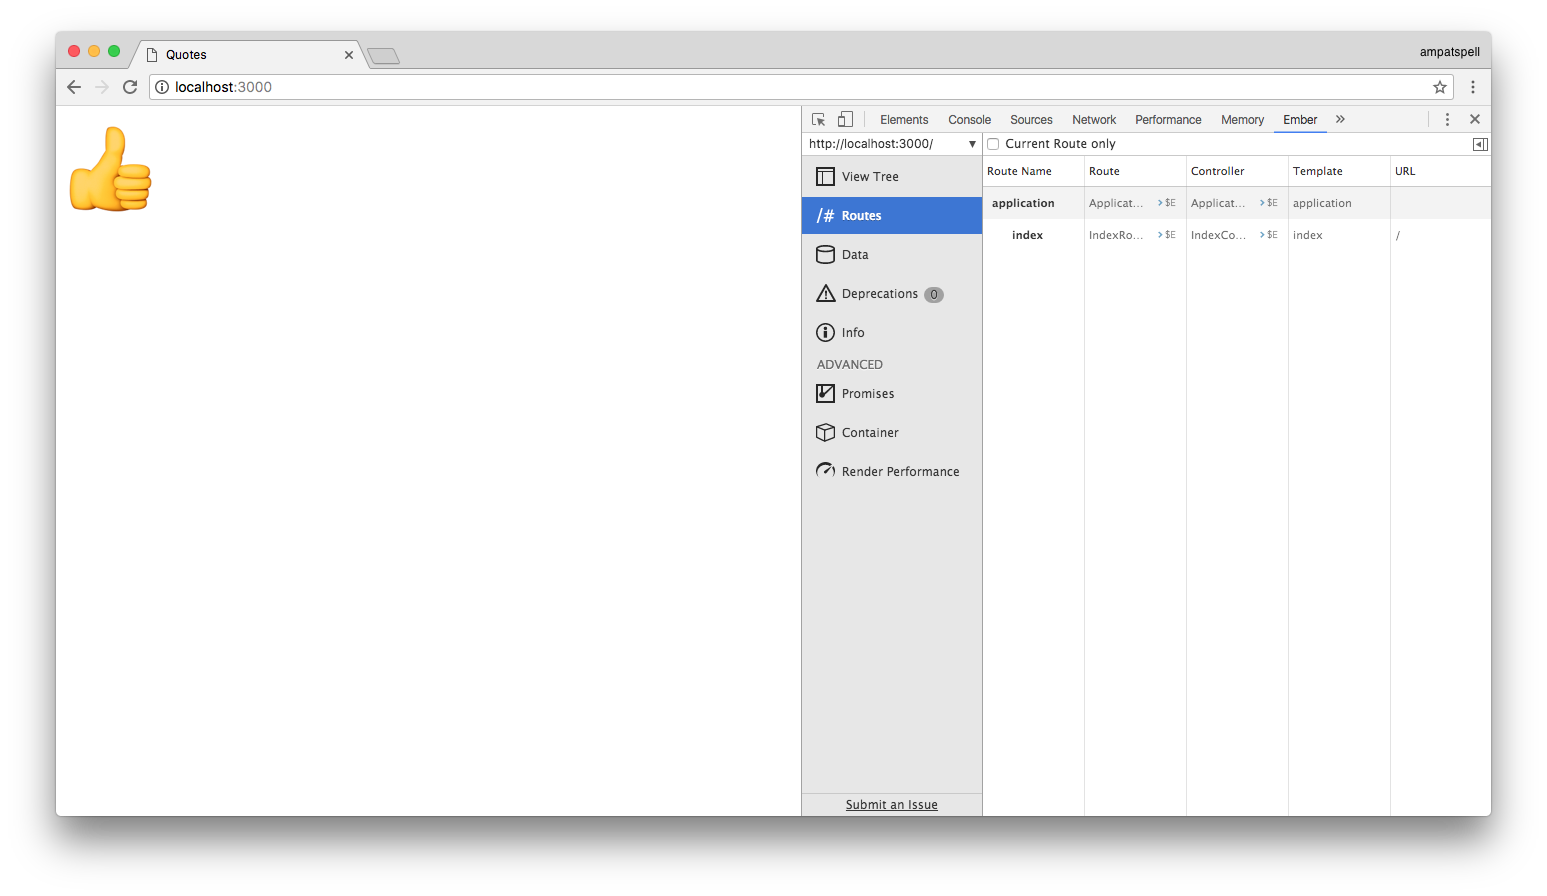 Quotes
ampatspell
localhost:3000
Elements Console Sources Network Performance Memory Ember »
http://localhost:3000/ ▼ Current Route only
View Tree
/# Routes
Data
Deprecations 0
Info
ADVANCED
Promises
Container
Render Performance
Submit an Issue
Route Name Route Controller Template URL
application Applicat... >$E Applicat... >$E application
index IndexRo... >$E IndexCo... >$E index /